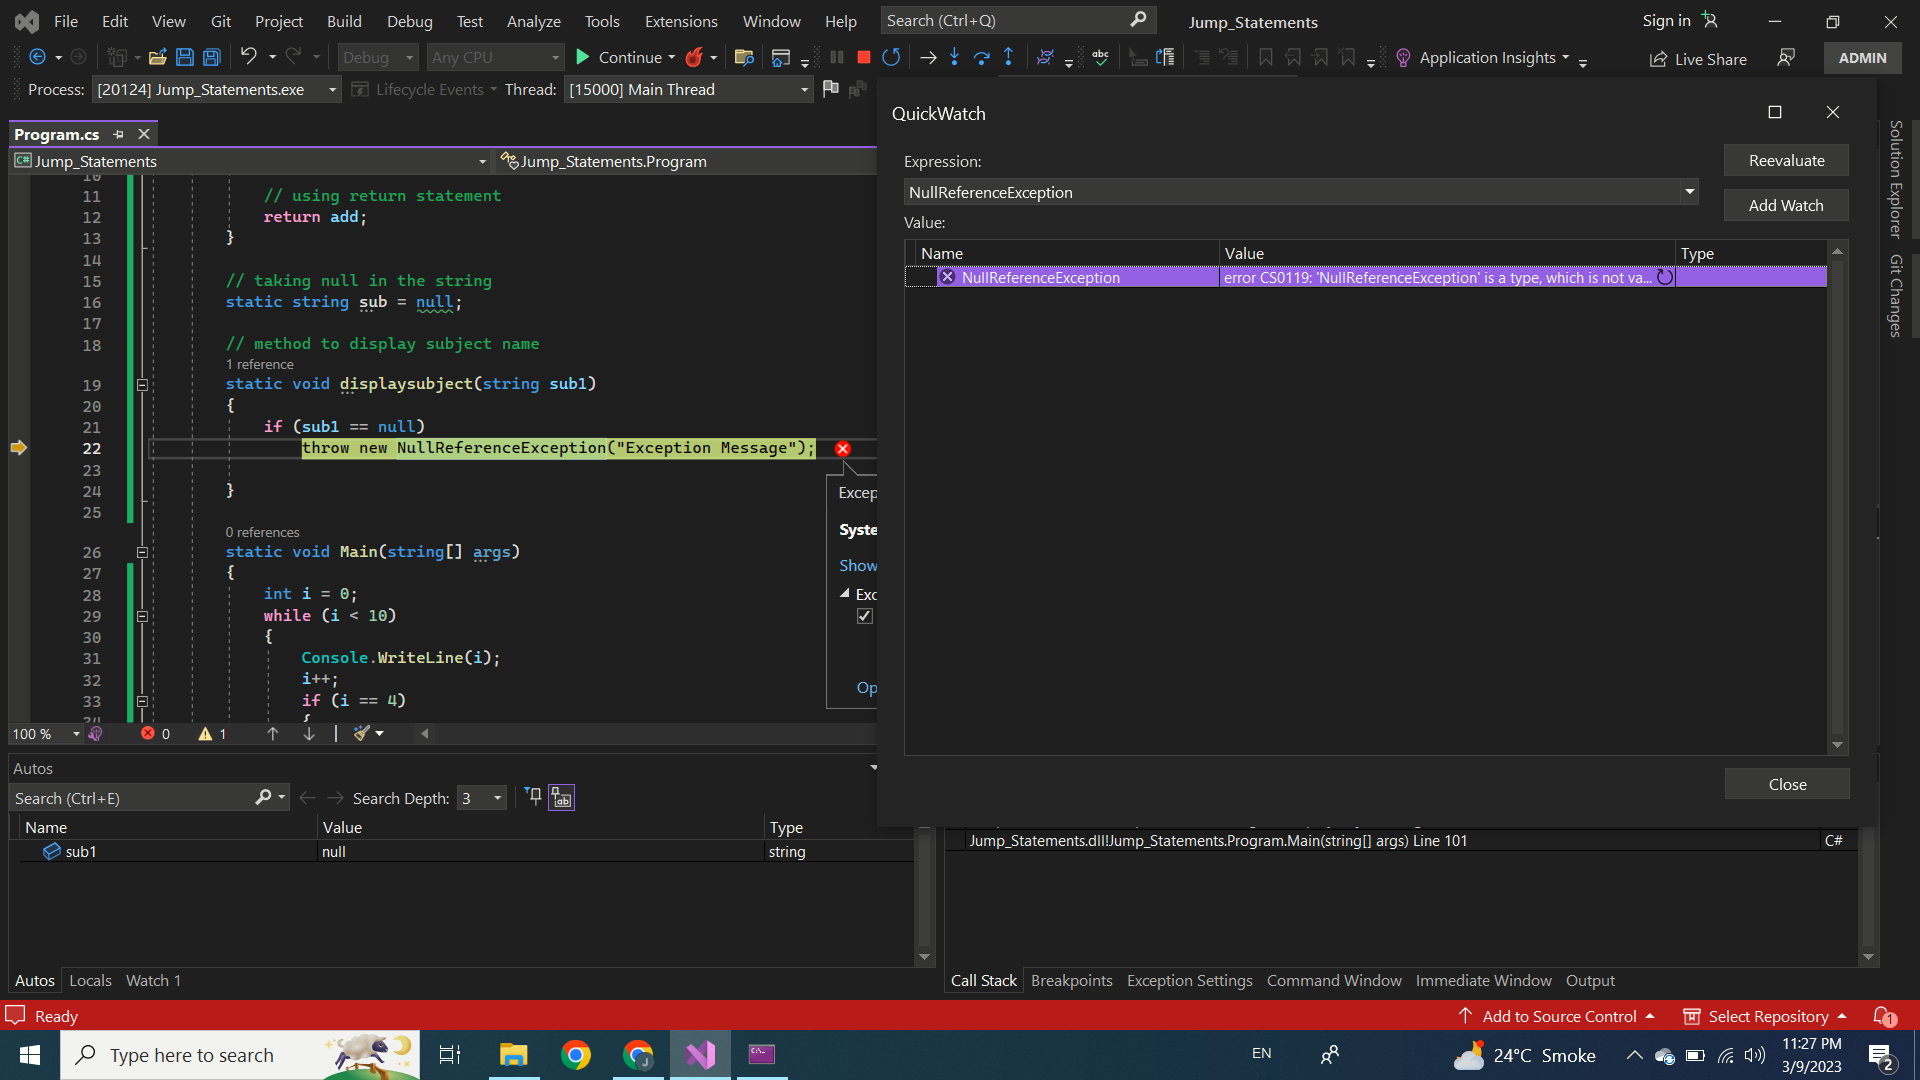 File Edit View Git Project Build Debug Test Analyze Tools Extensions Window Help Search (Ctrl+Q) Jump_Statements Sign in
Debug Any CPU Continue Application Insights Live Share ADMIN
Process: [20124] Jump_Statements.exe Lifecycle Events Thread: [15000] Main Thread
Program.cs
C# Jump_Statements Jump_Statements.Program
10
11 // using return statement
12 return add;
13 }
14
15 // taking null in the string
16 static string sub = null;
17
18 // method to display subject name
1 reference
19 static void displaysubject(string sub1)
20 {
21 if (sub1 == null)
22 throw new NullReferenceException("Exception Message");
23
24 }
25
0 references
26 static void Main(string[] args)
27 {
28 int i = 0;
29 while (i < 10)
30 {
31 Console.WriteLine(i);
32 i++;
33 if (i == 4)
34 {
Excep
Syste
Show
Exc
Op
100 % 0 1
QuickWatch
Expression:
NullReferenceException
Reevaluate
Add Watch
Value:
Name Value Type
NullReferenceException error CS0119: 'NullReferenceException' is a type, which is not va...
Close
Solution Explorer
Git Changes
Autos
Search (Ctrl+E) Search Depth: 3
Name Value Type
sub1 null string
Autos Locals Watch 1
Jump_Statements.dll!Jump_Statements.Program.Main(string[] args) Line 101 C#
Call Stack Breakpoints Exception Settings Command Window Immediate Window Output
Ready Add to Source Control Select Repository 1
Type here to search EN 24°C Smoke 11:27 PM
3/9/2023
2